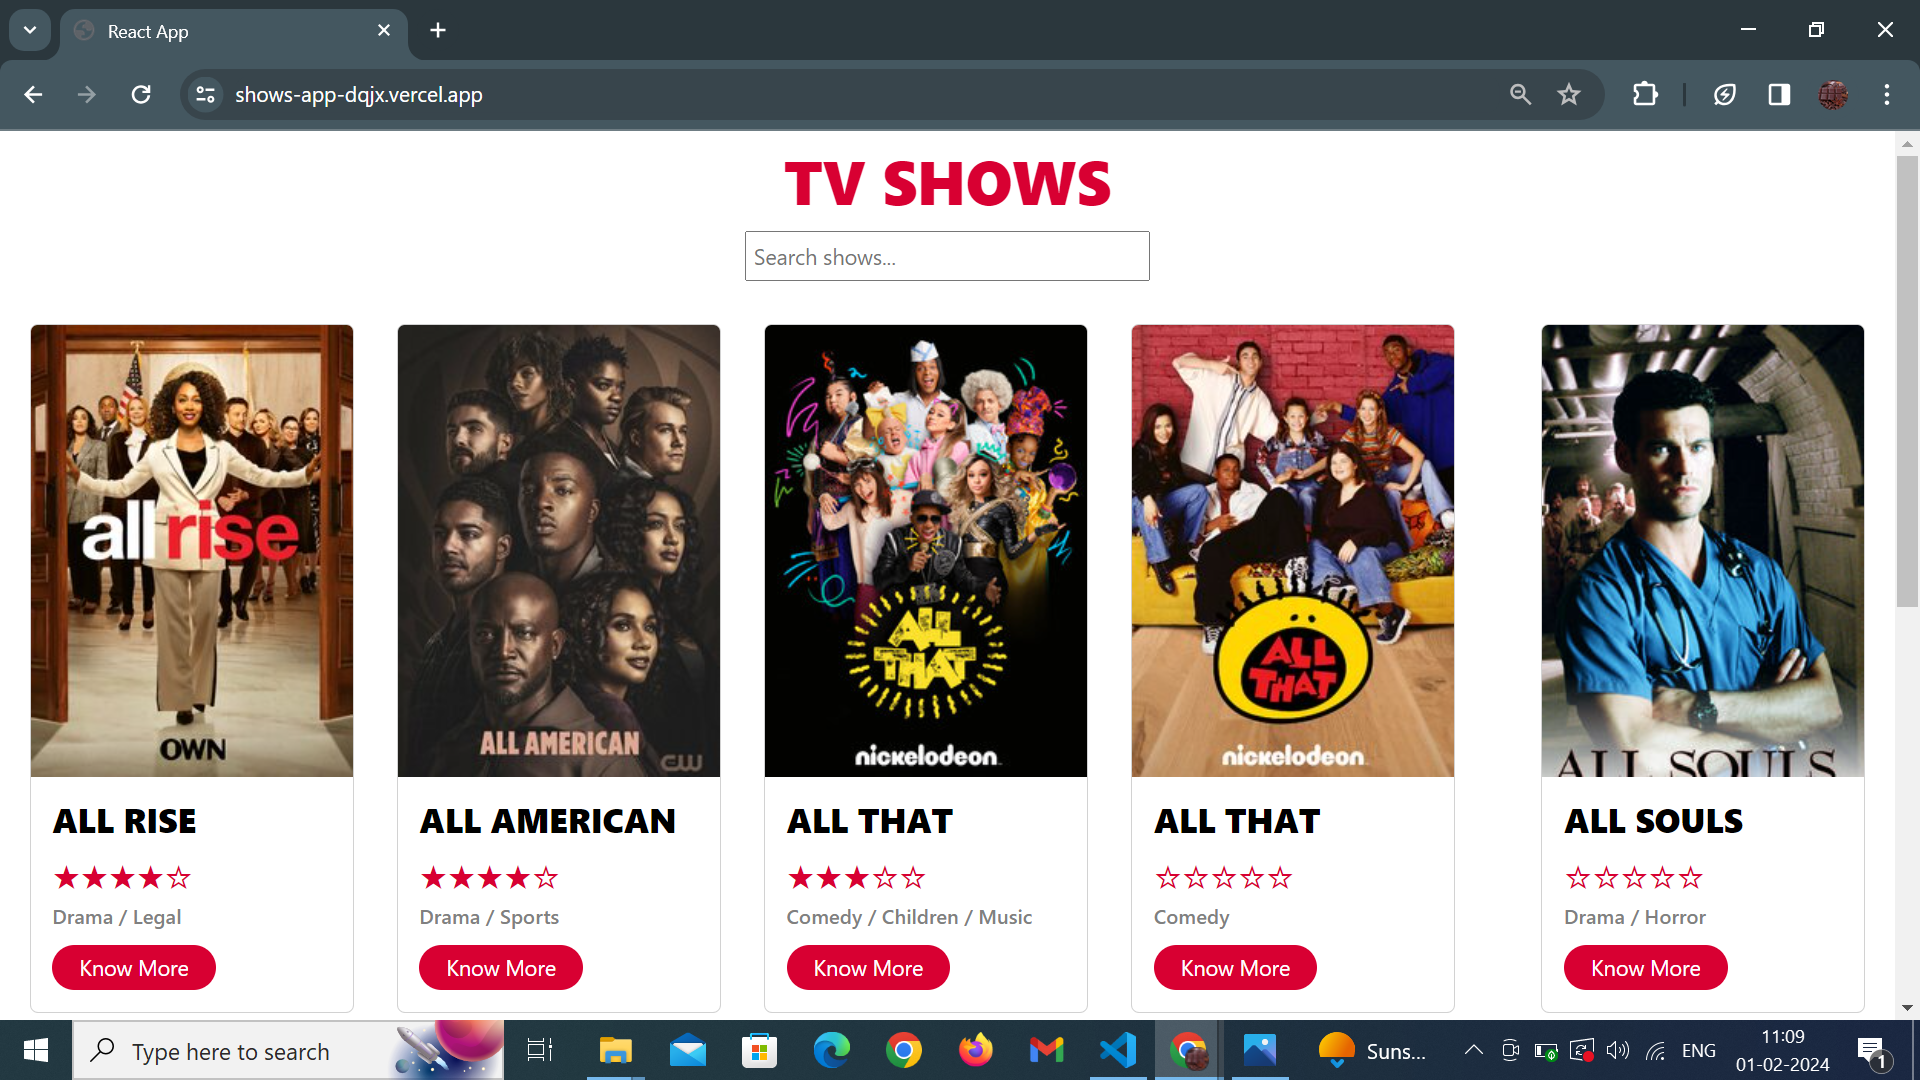 React App
shows-app-dqjx.vercel.app
TV SHOWS
Search shows...
all rise
OWN
ALL AMERICAN
CW
ALL THAT
nickelodeon
ALL THAT
nickelodeon
ALL SOULS
ALL RISE
★★★★☆
Drama / Legal
Know More
ALL AMERICAN
★★★★☆
Drama / Sports
Know More
ALL THAT
★★★☆☆
Comedy / Children / Music
Know More
ALL THAT
☆☆☆☆☆
Comedy
Know More
ALL SOULS
☆☆☆☆☆
Drama / Horror
Know More
Type here to search
Suns...
ENG
11:09
01-02-2024
1